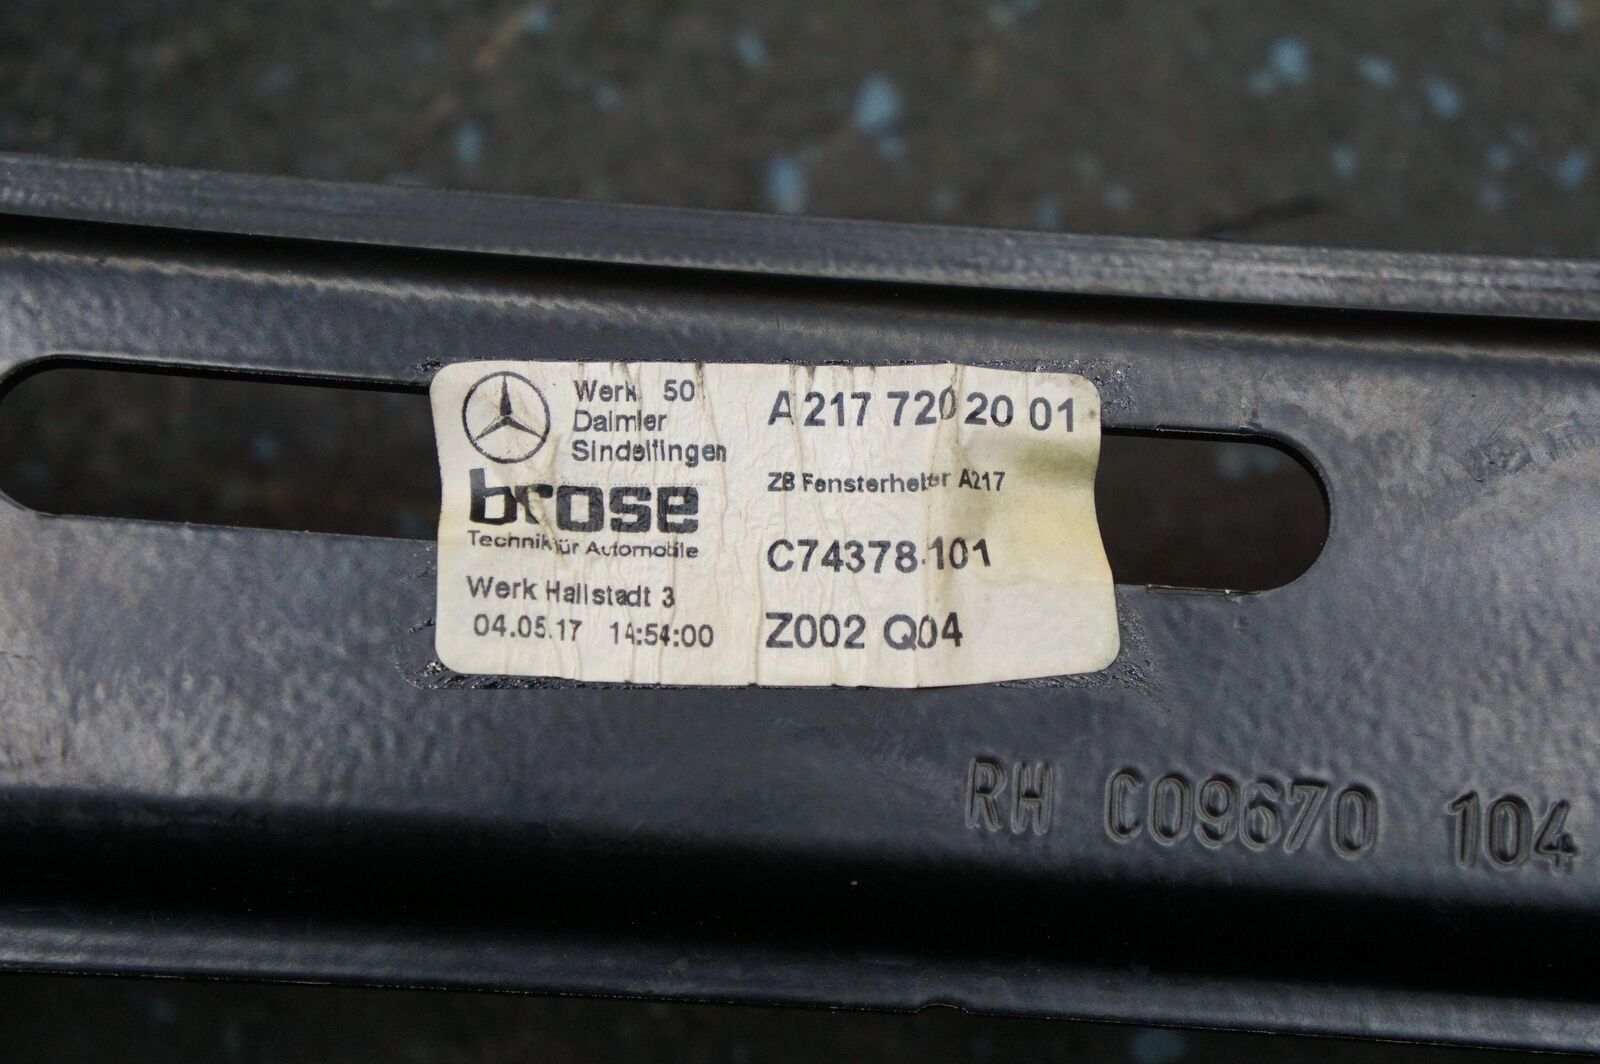 Werk 50
Daimler
Sindelfingen
brose
Technik für Automobile
Werk Hallstadt 3
04.05.17 14:54:00
A 217 720 20 01
ZB Fensterheber A217
C74378-101
Z002 Q04
RH C09670 104